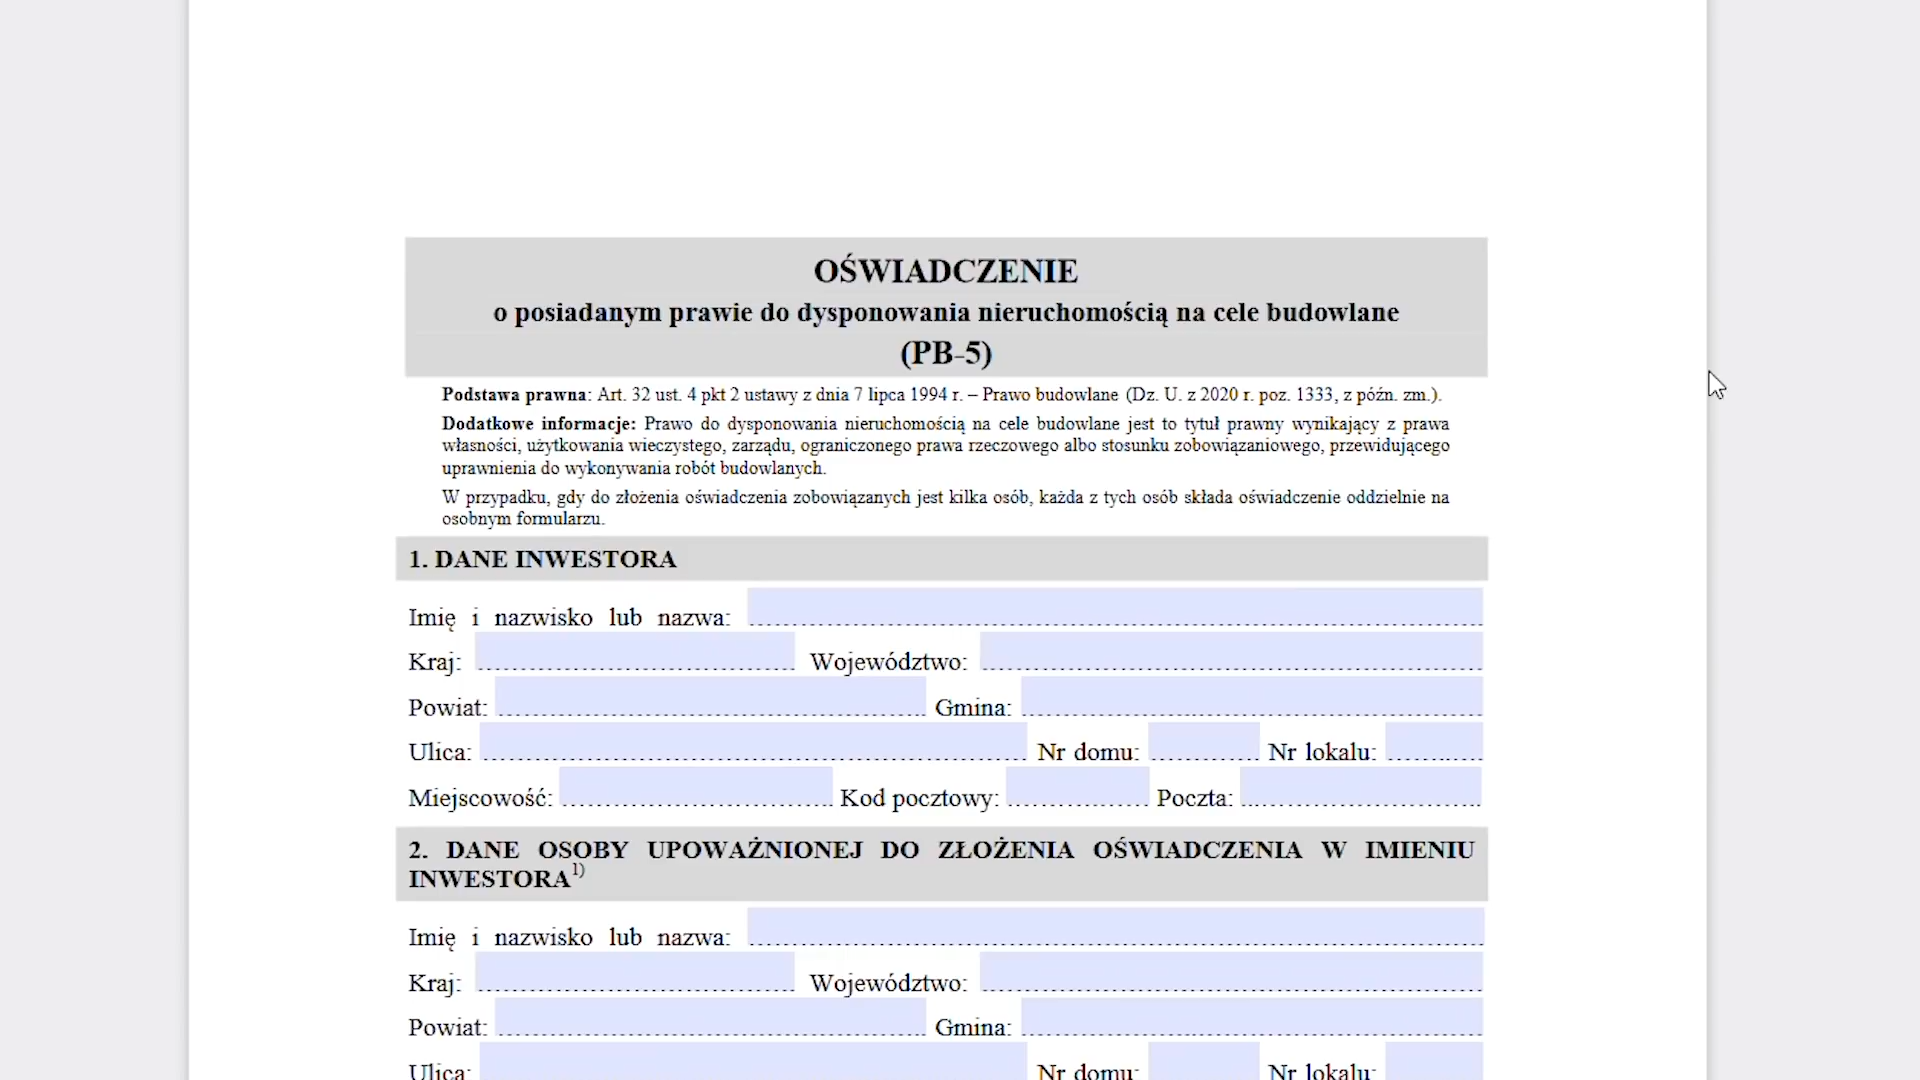 OŚWIADCZENIE
o posiadanym prawie do dysponowania nieruchomością na cele budowlane
(PB-5)
Podstawa prawna: Art. 32 ust. 4 pkt 2 ustawy z dnia 7 lipca 1994 r. – Prawo budowlane (Dz. U. z 2020 r. poz. 1333, z późn. zm.).
Dodatkowe informacje: Prawo do dysponowania nieruchomością na cele budowlane jest to tytuł prawny wynikający z prawa
własności, użytkowania wieczystego, zarządu, ograniczonego prawa rzeczowego albo stosunku zobowiązaniowego, przewidującego
uprawnienia do wykonywania robót budowlanych.
W przypadku, gdy do złożenia oświadczenia zobowiązanych jest kilka osób, każda z tych osób składa oświadczenie oddzielnie na
osobnym formularzu.
1. DANE INWESTORA
Imię i nazwisko lub nazwa:
Kraj: Województwo:
Powiat: Gmina:
Ulica: Nr domu: Nr lokalu:
Miejscowość: Kod pocztowy: Poczta:
2. DANE OSOBY UPOWAŻNIONEJ DO ZŁOŻENIA OŚWIADCZENIA W IMIENIU
INWESTORA1)
Imię i nazwisko lub nazwa:
Kraj: Województwo:
Powiat: Gmina:
Ulica: Nr domu: Nr lokalu: